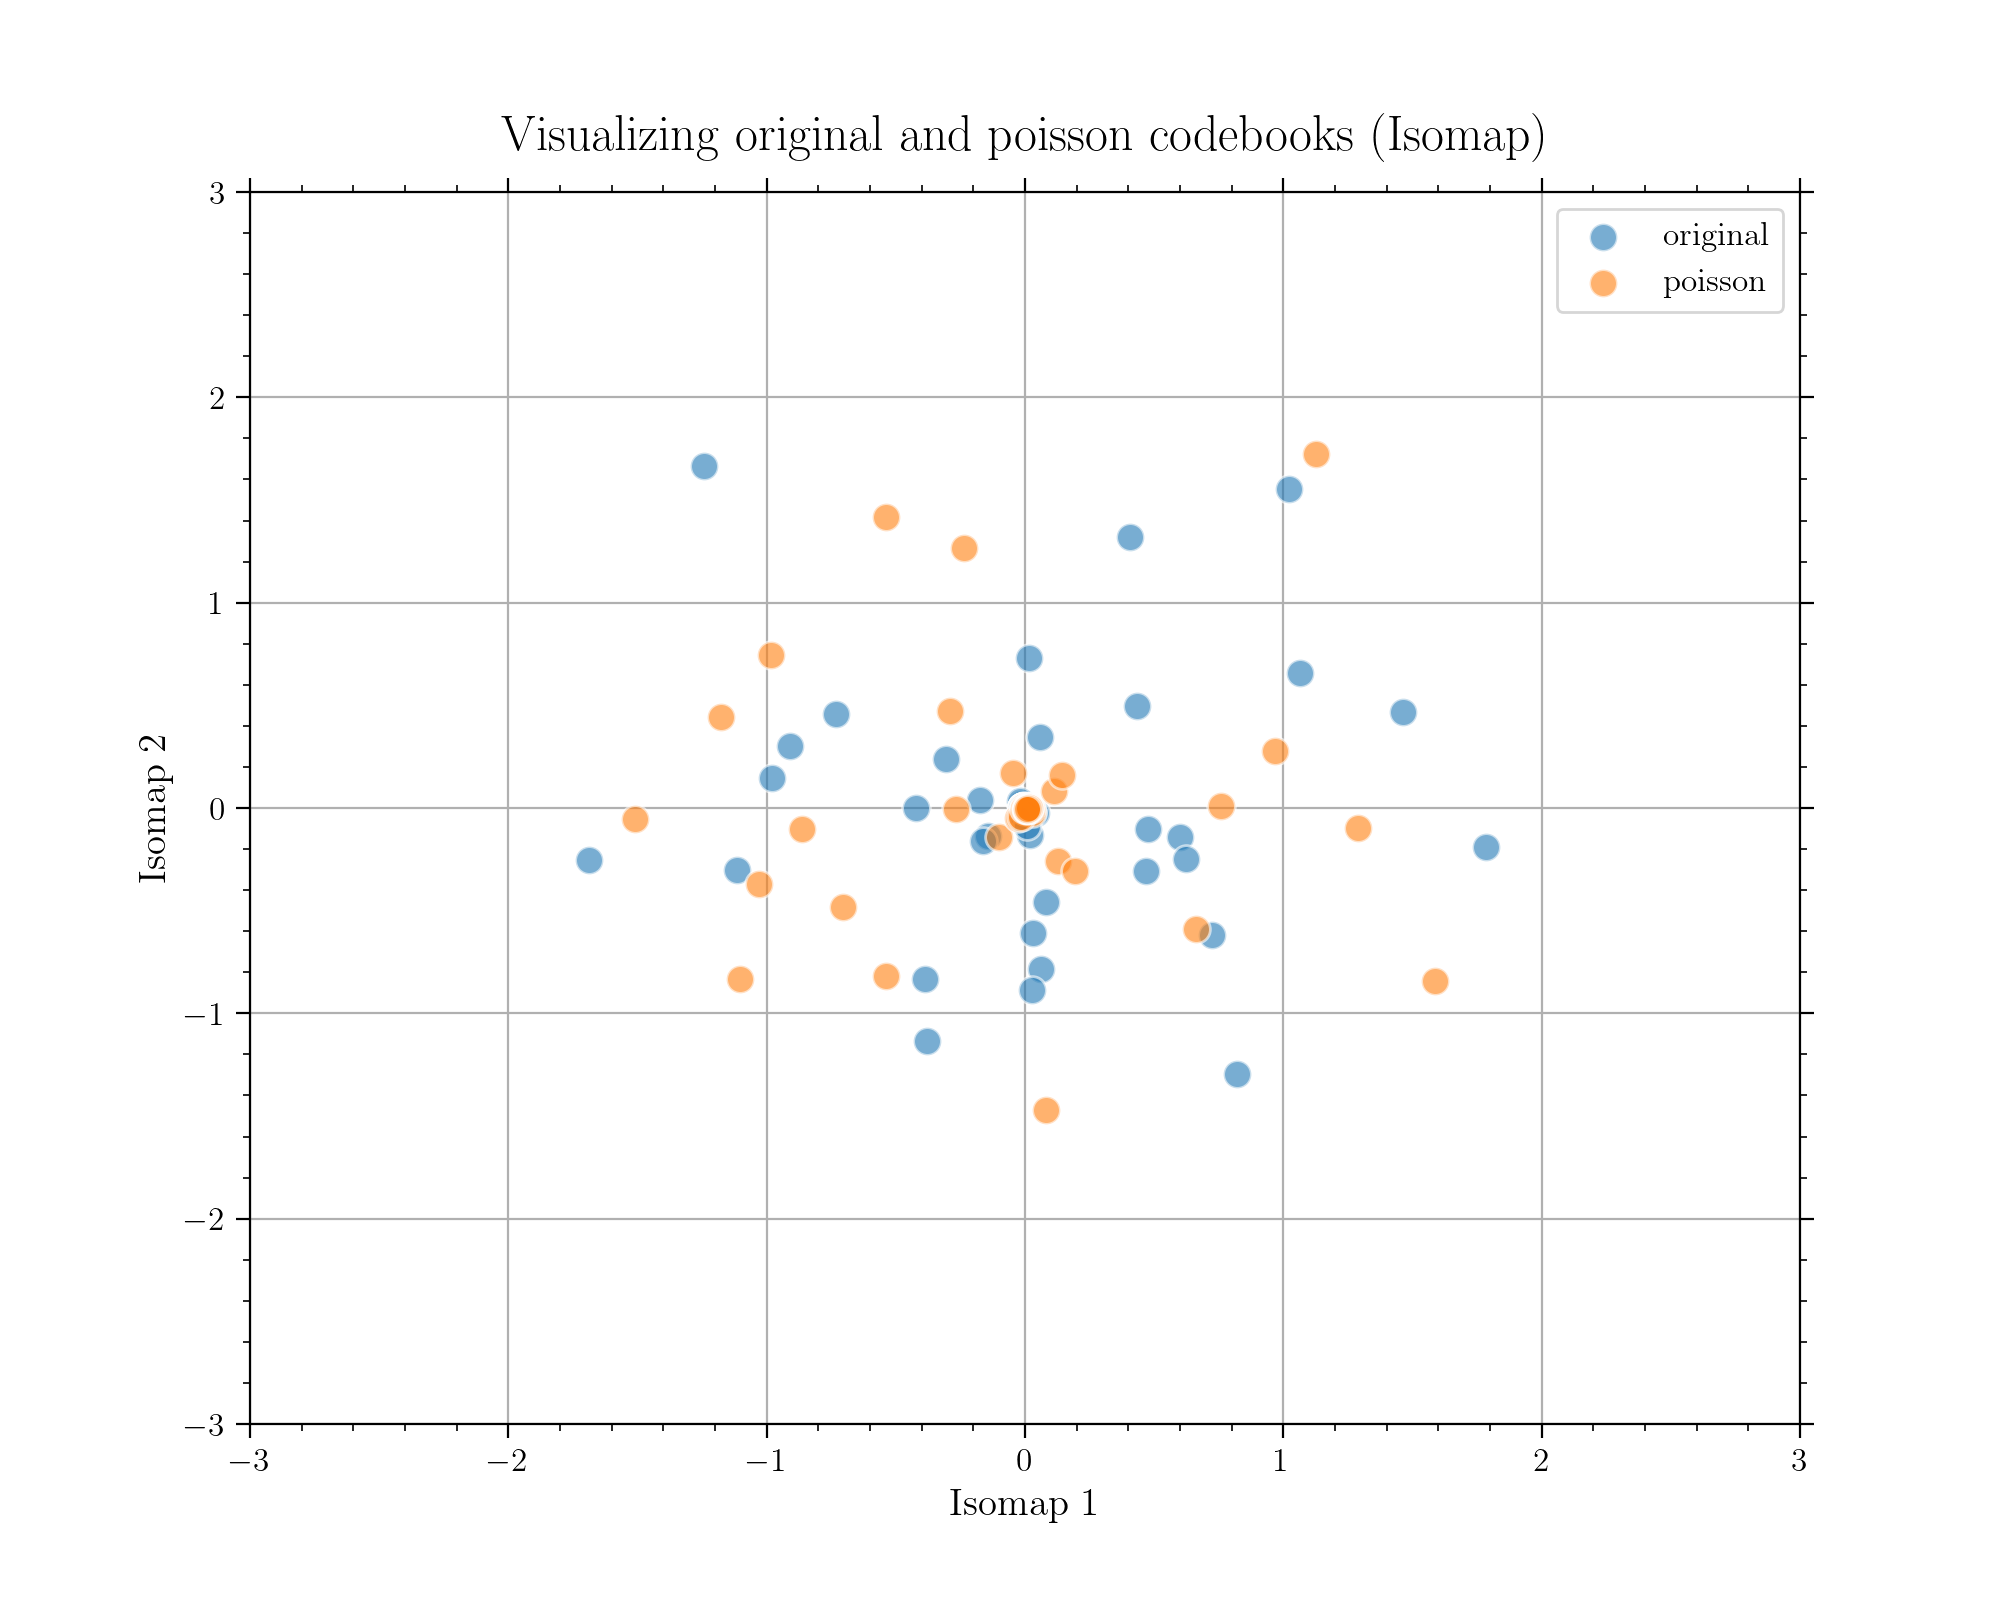 Visualizing original and poisson codebooks (Isomap)
original
poisson
3
2
1
0
−1
−2
−3
Isomap 2
−3
−2
−1
0
1
2
3
Isomap 1